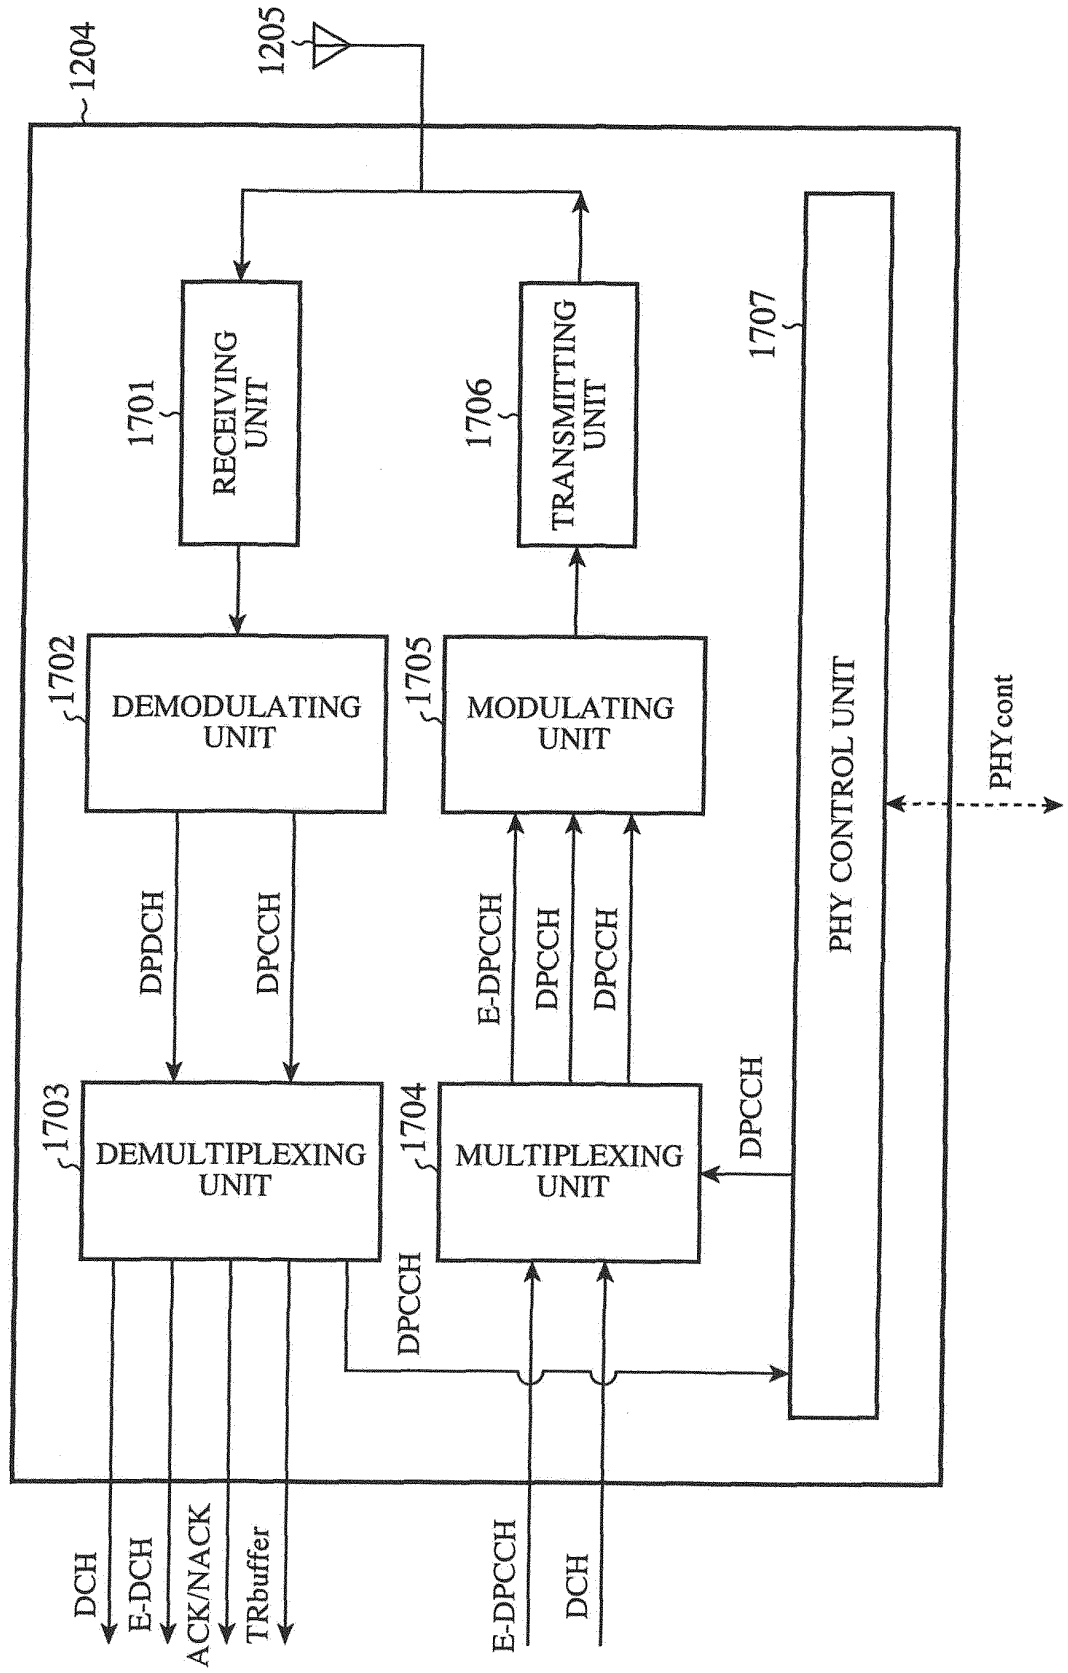 1204
1205
1701
RECEIVING
UNIT
1702
DEMODULATING
UNIT
DPDCH
DPCCH
1703
DEMULTIPLEXING
UNIT
DCH
E-DCH
ACK/NACK
TRbuffer
DPCCH
1706
TRANSMITTING
UNIT
1705
MODULATING
UNIT
E-DPCCH
DPCCH
DPCCH
1704
MULTIPLEXING
UNIT
E-DPCCH
DCH
DPCCH
1707
PHY CONTROL UNIT
PHYcont